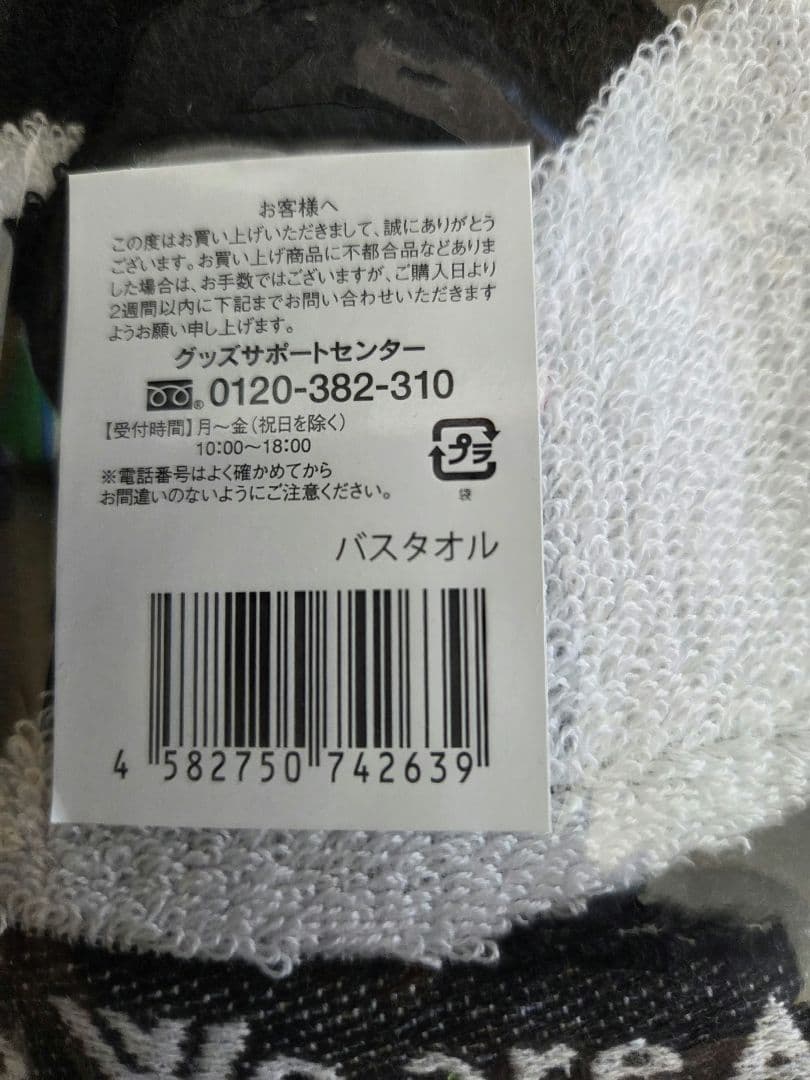 お客様へ
この度はお買い上げいただきまして、誠にありがとう
ございます。お買い上げ商品に不都合品などありま
した場合は、お手数ではございますが、ご購入日より
2週間以内に下記までお問い合わせいただきます
ようお願い申し上げます。
グッズサポートセンター
® 0120-382-310
【受付時間】月〜金(祝日を除く)
10:00〜18:00
※電話番号はよく確かめてから
お間違いのないようにご注意ください。
プラ
袋
バスタオル
4 582750 742639